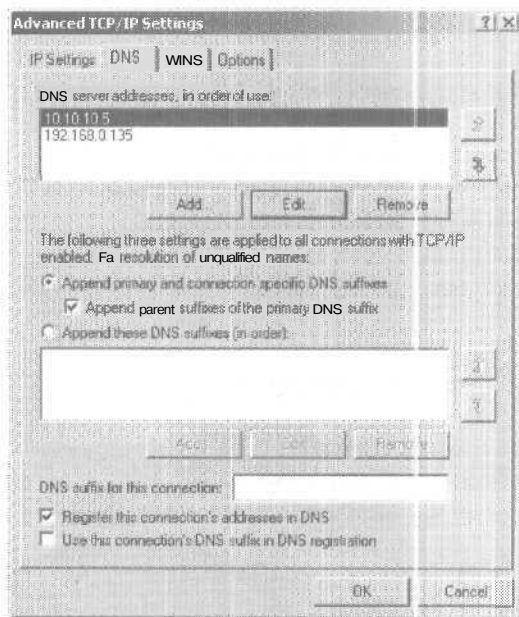 Advanced TCP/IP Settings
IP Settings DNS WINS Options
DNS server addresses, in order of use:
10.10.10.5
192.168.0.135
Add... Edit... Remove
The following three settings are applied to all connections with TCP/IP
enabled. Fa resolution of unqualified names:
Append primary and connection specific DNS suffixes
Append parent suffixes of the primary DNS suffix
Append these DNS suffixes (in order):
Add... Edit... Remove
DNS suffix for this connection:
Register this connection's addresses in DNS
Use this connection's DNS suffix in DNS registration
OK Cancel